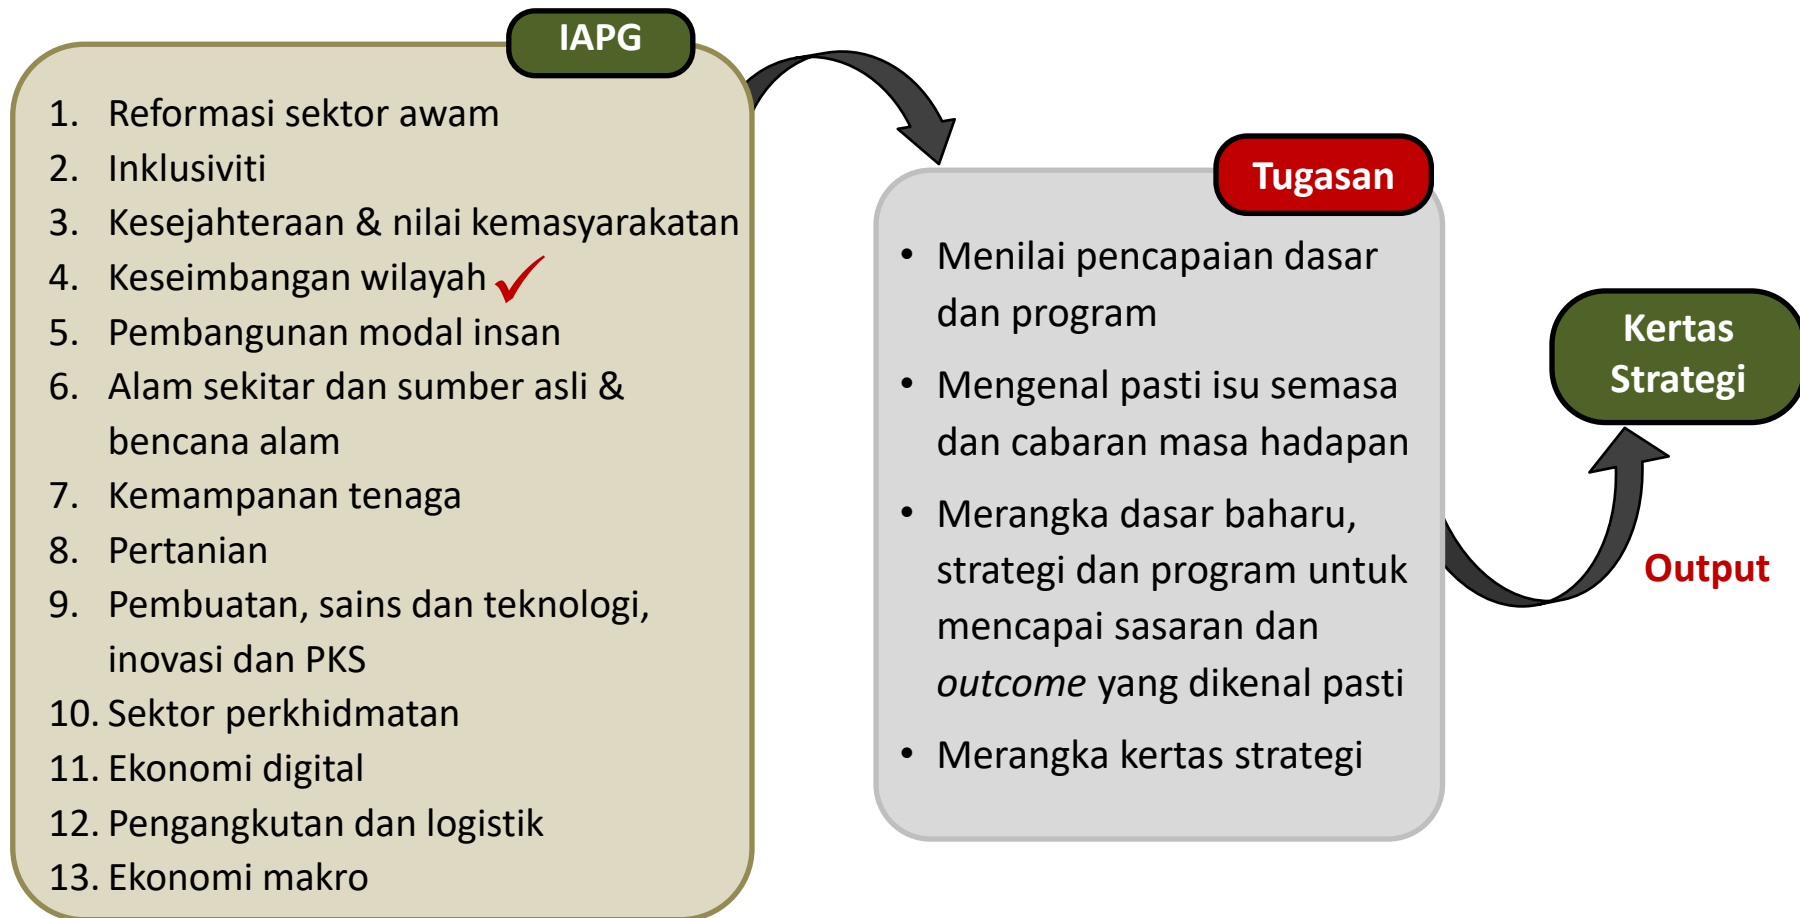 IAPG
1. Reformasi sektor awam
2. Inklusiviti
3. Kesejahteraan & nilai kemasyarakatan
4. Keseimbangan wilayah
5. Pembangunan modal insan
6. Alam sekitar dan sumber asli &
bencana alam
7. Kemampanan tenaga
8. Pertanian
9. Pembuatan, sains dan teknologi,
inovasi dan PKS
10. Sektor perkhidmatan
11. Ekonomi digital
12. Pengangkutan dan logistik
13. Ekonomi makro
Tugasan
• Menilai pencapaian dasar
dan program
• Mengenal pasti isu semasa
dan cabaran masa hadapan
• Merangka dasar baharu,
strategi dan program untuk
mencapai sasaran dan
outcome yang dikenal pasti
• Merangka kertas strategi
Kertas
Strategi
Output